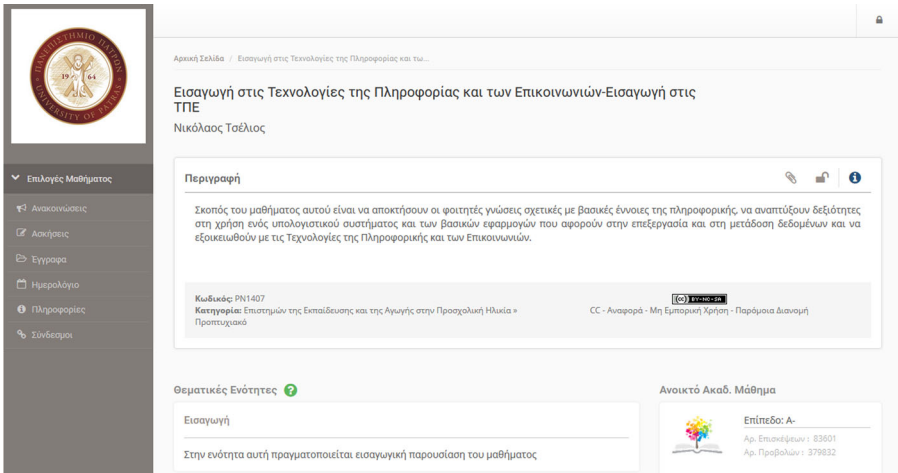 ΠΑΝΕΠΙΣΤΗΜΙΟ ΠΑΤΡΩΝ
19 64
UNIVERSITY OF PATRAS
Επιλογές Μαθήματος
Ανακοινώσεις
Ασκήσεις
Έγγραφα
Ημερολόγιο
Πληροφορίες
Σύνδεσμοι
Αρχική Σελίδα / Εισαγωγή στις Τεχνολογίες της Πληροφορίας και τω...
Εισαγωγή στις Τεχνολογίες της Πληροφορίας και των Επικοινωνιών-Εισαγωγή στις
ΤΠΕ
Νικόλαος Τσέλιος
Περιγραφή
Σκοπός του μαθήματος αυτού είναι να αποκτήσουν οι φοιτητές γνώσεις σχετικές με βασικές έννοιες της πληροφορικής, να αναπτύξουν δεξιότητες
στη χρήση ενός υπολογιστικού συστήματος και των βασικών εφαρμογών που αφορούν στην επεξεργασία και στη μετάδοση δεδομένων και να
εξοικειωθούν με τις Τεχνολογίες της Πληροφορικής και των Επικοινωνιών.
Κωδικός: PN1407
Κατηγορία: Επιστημών της Εκπαίδευσης και της Αγωγής στην Προσχολική Ηλικία »
Προπτυχιακό
(cc) BY-NC-SA
CC - Αναφορά - Μη Εμπορική Χρήση - Παρόμοια Διανομή
Θεματικές Ενότητες ?
Εισαγωγή
Στην ενότητα αυτή πραγματοποιείται εισαγωγική παρουσίαση του μαθήματος
Ανοικτό Ακαδ. Μάθημα
Επίπεδο: A-
Αρ. Επισκέψεων : 83601
Αρ. Προβολών : 379832